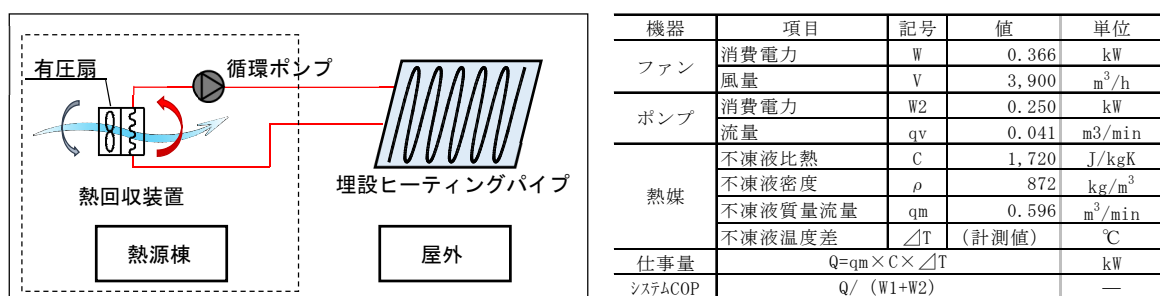 有圧扇
循環ポンプ
熱回収装置
埋設ヒーティングパイプ
熱源棟
屋外
機器 項目 記号 値 単位
ファン 消費電力 W 0.366 kW
風量 V 3,900 m³/h
ポンプ 消費電力 W2 0.250 kW
流量 qv 0.041 m3/min
熱媒 不凍液比熱 C 1,720 J/kgK
不凍液密度 ρ 872 kg/m³
不凍液質量流量 qm 0.596 m³/min
不凍液温度差 ⊿T (計測値) ℃
仕事量 Q=qm×C×⊿T kW
システムCOP Q/ (W1+W2) —